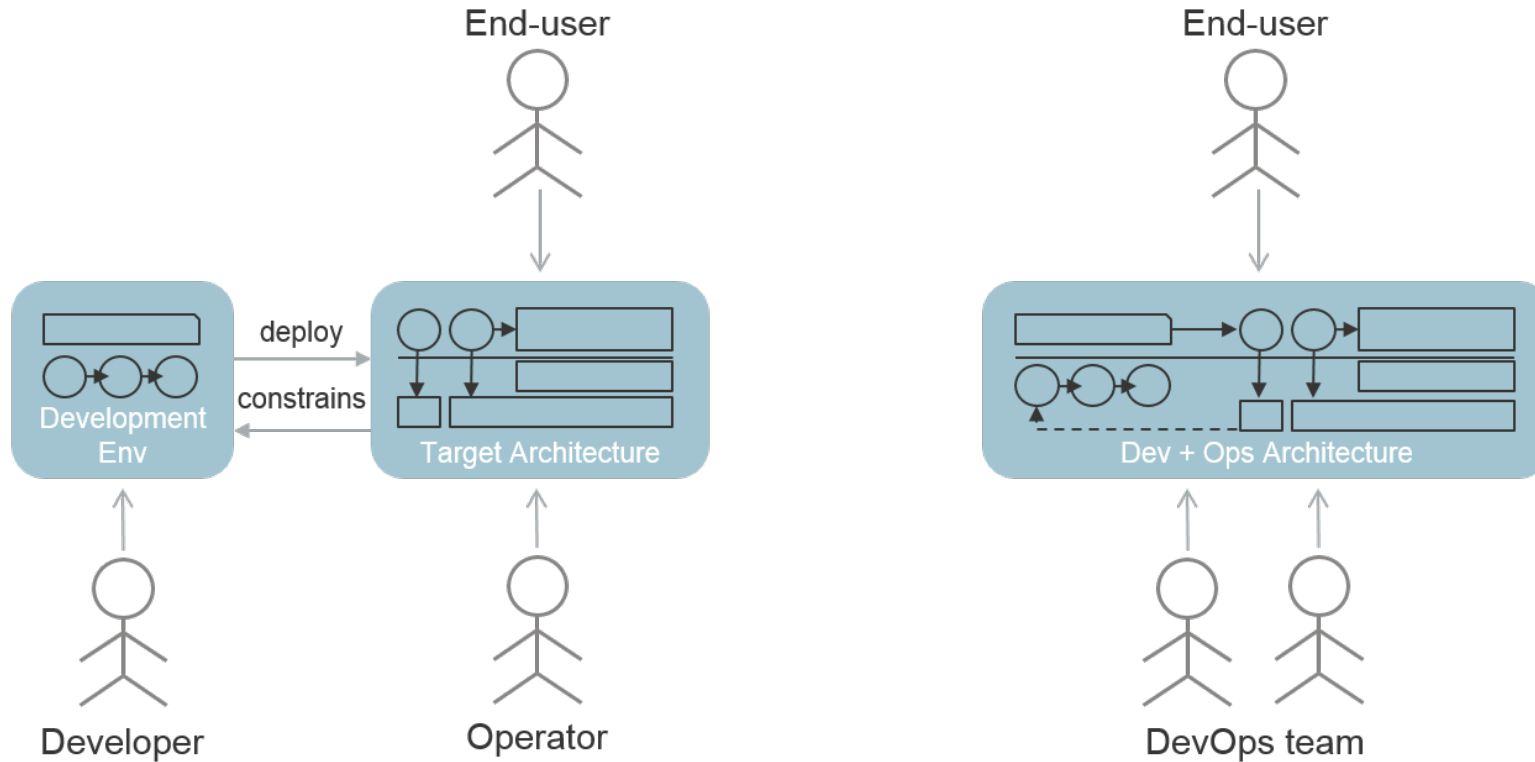 End-user
End-user
deploy
constrains
Development
Env
Target Architecture
Dev + Ops Architecture
Developer
Operator
DevOps team